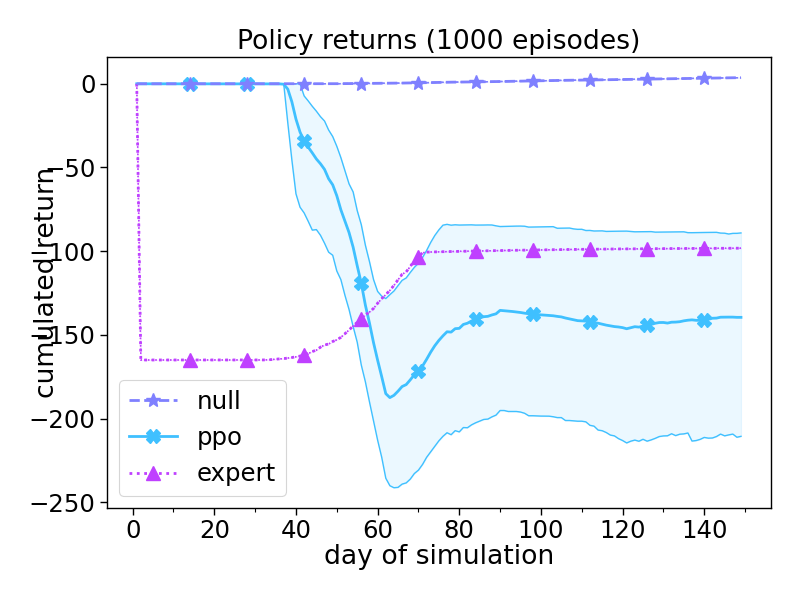 Policy returns (1000 episodes)
cumulated return
0
−50
−100
−150
−200
−250
null
ppo
expert
0 20 40 60 80 100 120 140
day of simulation